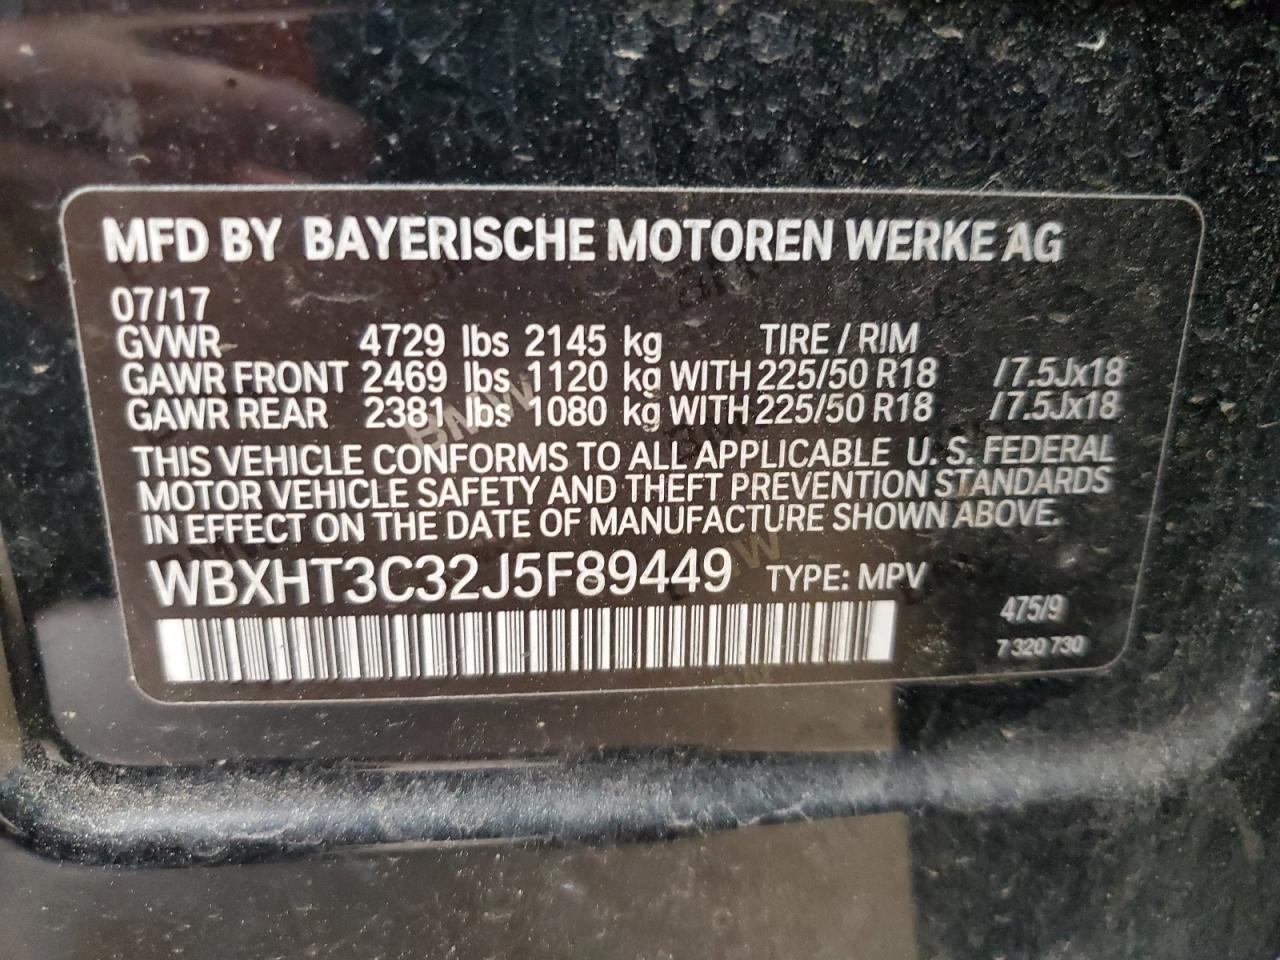 MFD BY BAYERISCHE MOTOREN WERKE AG
07/17
GVWR 4729 lbs 2145 kg TIRE / RIM
GAWR FRONT 2469 lbs 1120 kg WITH 225/50 R18 /7.5Jx18
GAWR REAR 2381 lbs 1080 kg WITH 225/50 R18 /7.5Jx18
THIS VEHICLE CONFORMS TO ALL APPLICABLE U. S. FEDERAL
MOTOR VEHICLE SAFETY AND THEFT PREVENTION STANDARDS
IN EFFECT ON THE DATE OF MANUFACTURE SHOWN ABOVE.
WBXHT3C32J5F89449 TYPE: MPV
475/9
7 320 730